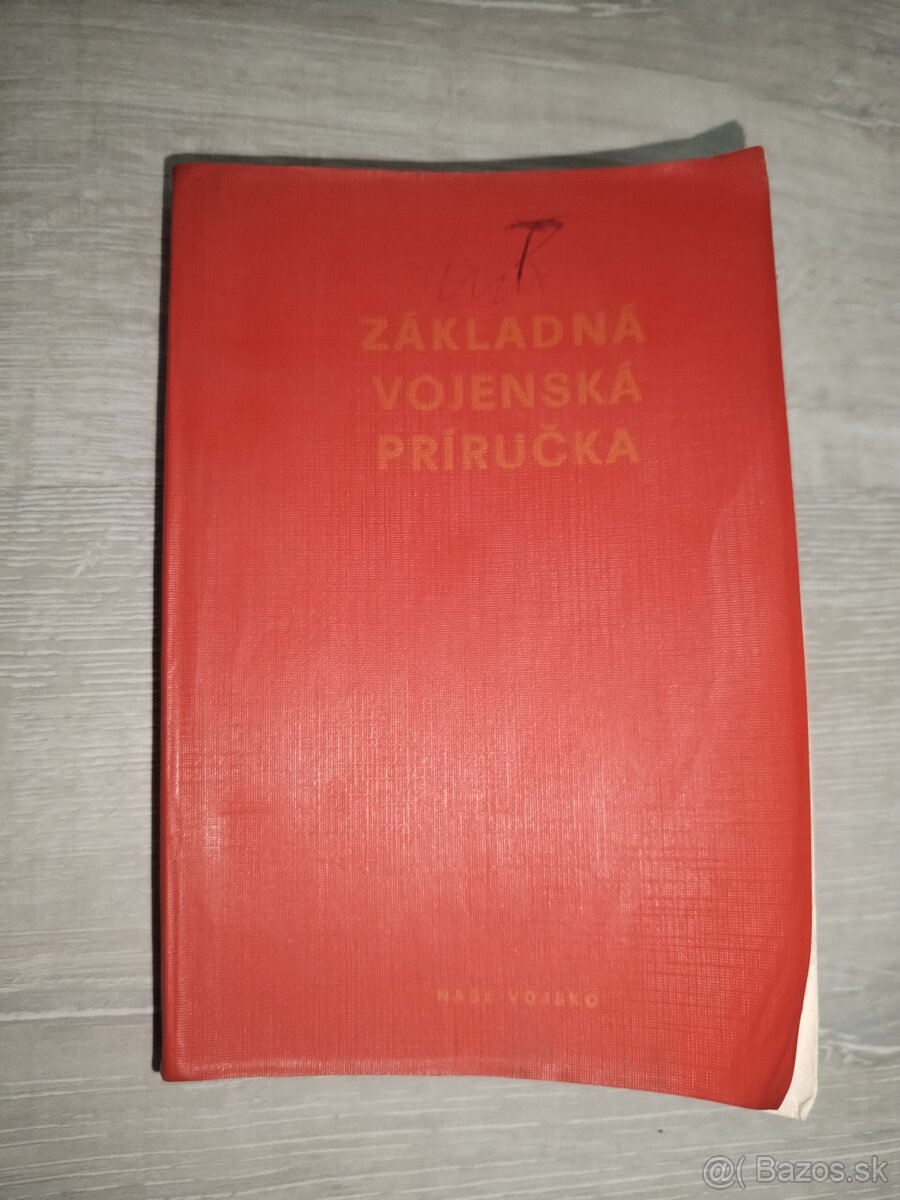 ZÁKLADNÁ
VOJENSKÁ
PRÍRUČKA
NAŠE VOJSKO
@( Bazos.sk